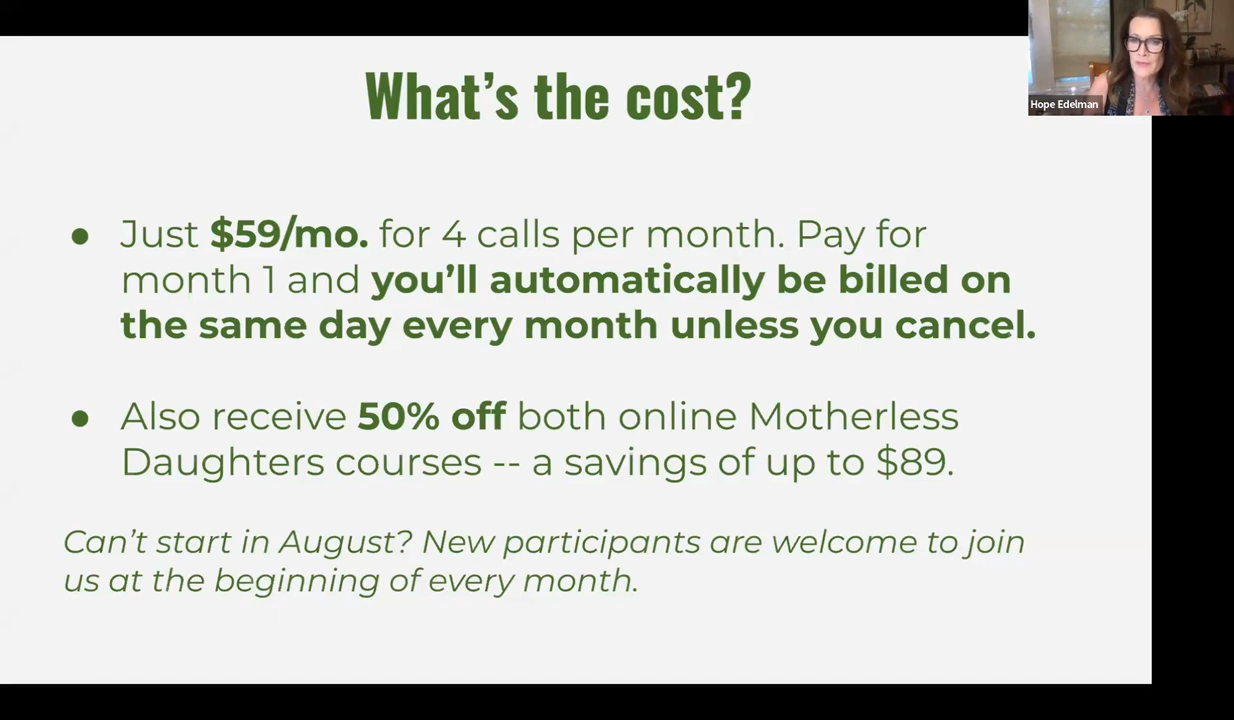 What's the cost?
Hope Edelman
● Just $59/mo. for 4 calls per month. Pay for
month 1 and you'll automatically be billed on
the same day every month unless you cancel.
● Also receive 50% off both online Motherless
Daughters courses -- a savings of up to $89.
Can't start in August? New participants are welcome to join
us at the beginning of every month.